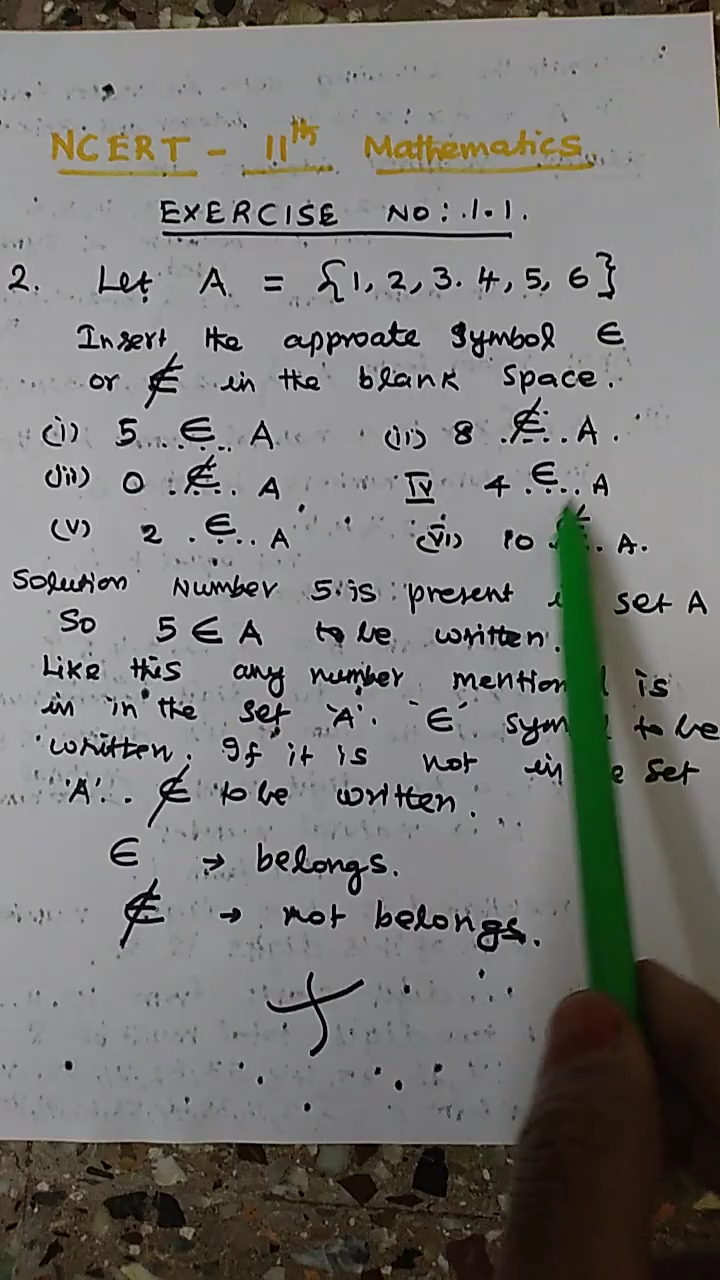 NCERT - 11th Mathematics
EXERCISE NO: 1.1.
2. Let A = {1, 2, 3. 4, 5, 6}
Insert the approate symbol ∈
or ∉ in the blank space.
(i) 5 ...∈... A (ii) 8 ...∉... A.
(iii) 0 ...∉... A IV 4 ...∈... A
(v) 2 ...∈... A (vi) 10 ... A.
Solution Number 5 is present set A
So 5 ∈ A to be written.
Like this any number is
in in the set 'A'. '∈' to be
written. If it is not in set
'A'. ∉ to be written.
∈ → belongs.
∉ → not belongs.